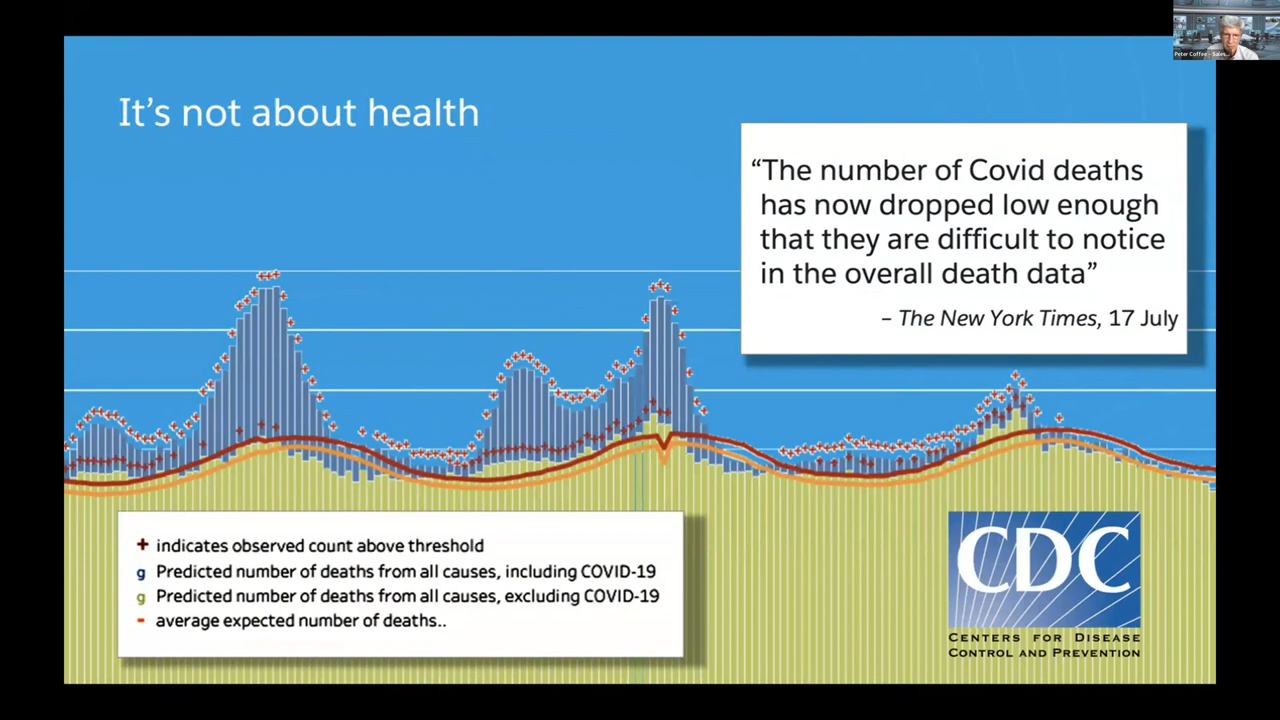 Peter Coffee - Sales...
It's not about health
“The number of Covid deaths
has now dropped low enough
that they are difficult to notice
in the overall death data”
– The New York Times, 17 July
+ indicates observed count above threshold
g Predicted number of deaths from all causes, including COVID-19
g Predicted number of deaths from all causes, excluding COVID-19
- average expected number of deaths..
CDC
CENTERS FOR DISEASE
CONTROL AND PREVENTION